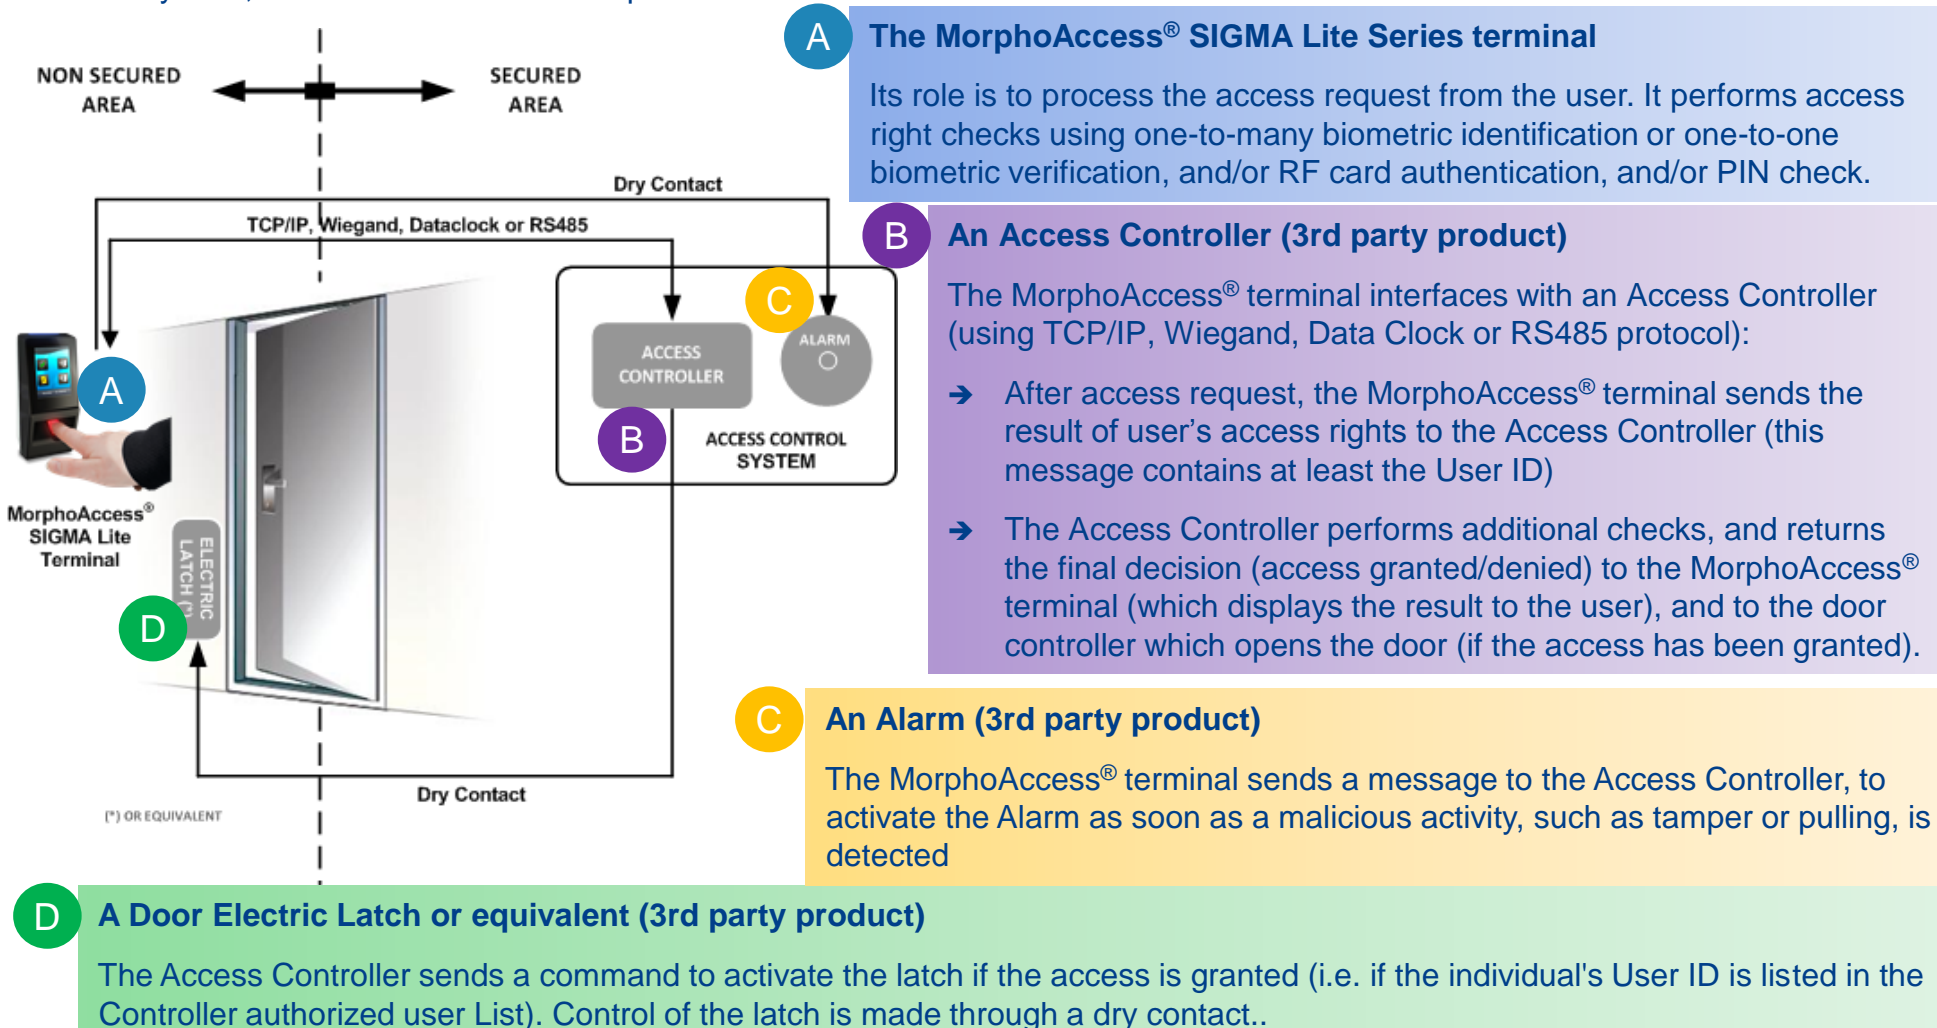 NON SECURED
AREA
SECURED
AREA
Dry Contact
TCP/IP, Wiegand, Dataclock or RS485
A
C
ACCESS
CONTROLLER
ALARM
B
ACCESS CONTROL
SYSTEM
MorphoAccess®
SIGMA Lite
Terminal
ELECTRIC
LATCH (*)
D
Dry Contact
(*) OR EQUIVALENT
A
The MorphoAccess® SIGMA Lite Series terminal
Its role is to process the access request from the user. It performs access
right checks using one-to-many biometric identification or one-to-one
biometric verification, and/or RF card authentication, and/or PIN check.
B
An Access Controller (3rd party product)
The MorphoAccess® terminal interfaces with an Access Controller
(using TCP/IP, Wiegand, Data Clock or RS485 protocol):
➔ After access request, the MorphoAccess® terminal sends the
result of user’s access rights to the Access Controller (this
message contains at least the User ID)
➔ The Access Controller performs additional checks, and returns
the final decision (access granted/denied) to the MorphoAccess®
terminal (which displays the result to the user), and to the door
controller which opens the door (if the access has been granted).
C
An Alarm (3rd party product)
The MorphoAccess® terminal sends a message to the Access Controller, to
activate the Alarm as soon as a malicious activity, such as tamper or pulling, is
detected
D
A Door Electric Latch or equivalent (3rd party product)
The Access Controller sends a command to activate the latch if the access is granted (i.e. if the individual's User ID is listed in the
Controller authorized user List). Control of the latch is made through a dry contact..